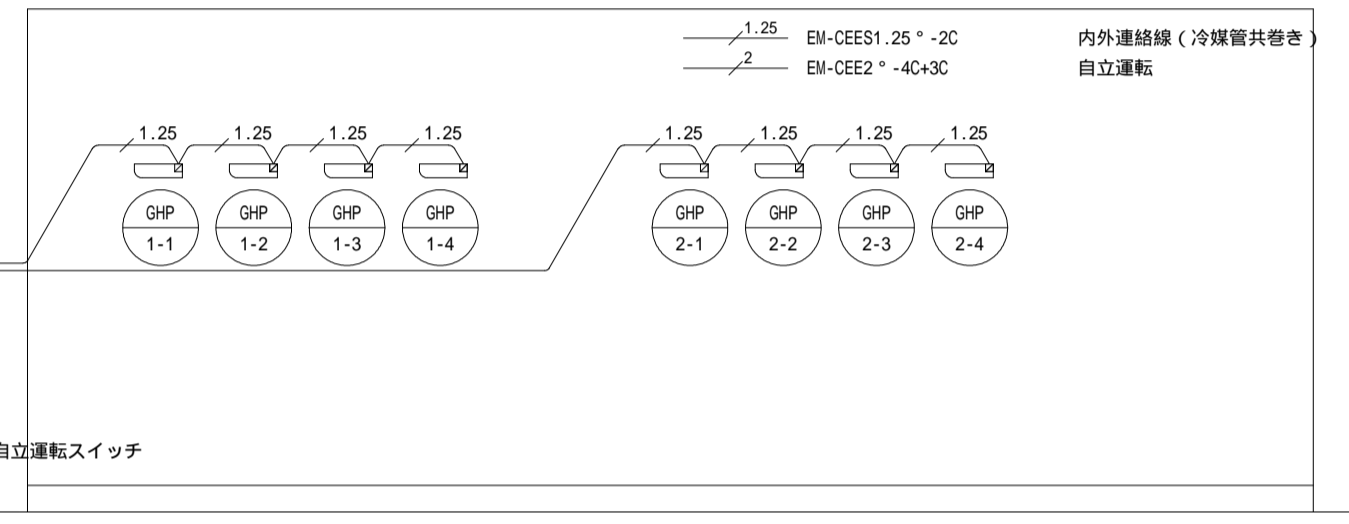 1.25 EM-CEES1.25°-2C 内外連絡線(冷媒管共巻き)
2 EM-CEE2°-4C+3C 自立運転
1.25 1.25 1.25 1.25 1.25 1.25 1.25 1.25
GHP GHP GHP GHP GHP GHP GHP GHP
1-1 1-2 1-3 1-4 2-1 2-2 2-3 2-4
自立運転スイッチ